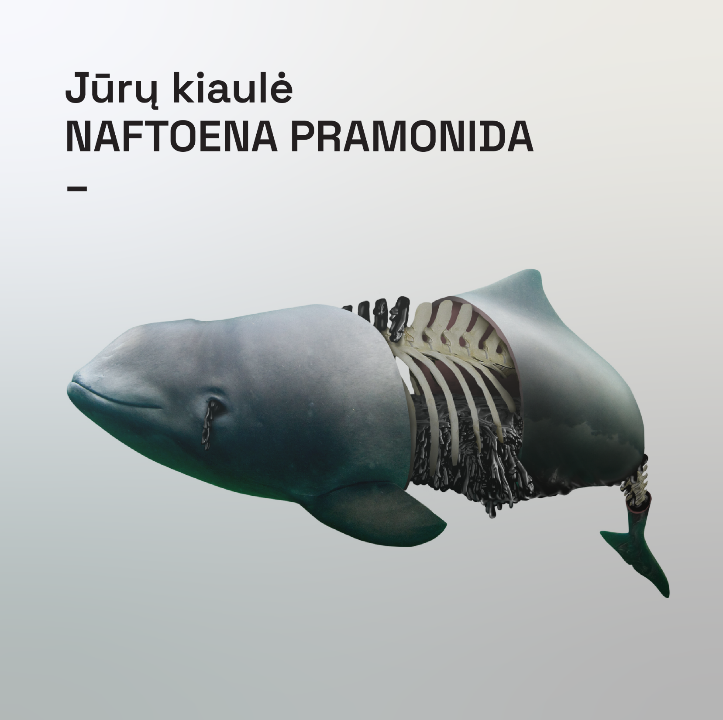 Jūrų kiaulė
NAFTOENA PRAMONIDA
–